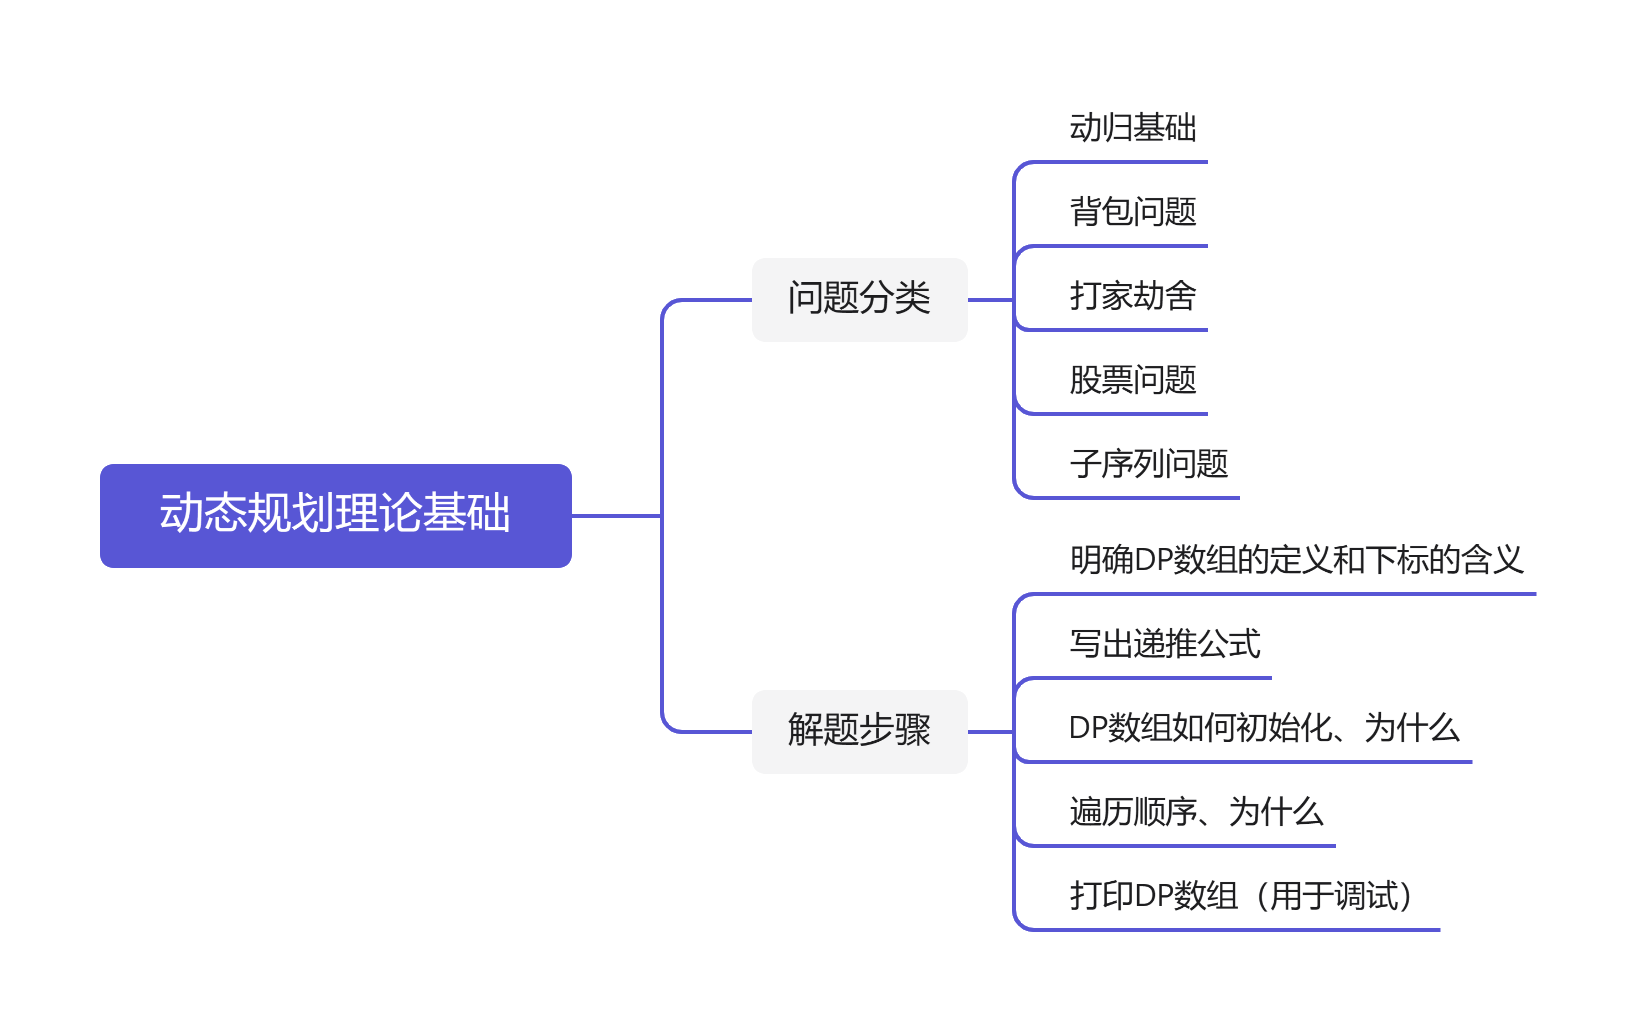 动态规划理论基础
问题分类
动归基础
背包问题
打家劫舍
股票问题
子序列问题
解题步骤
明确DP数组的定义和下标的含义
写出递推公式
DP数组如何初始化、为什么
遍历顺序、为什么
打印DP数组（用于调试）